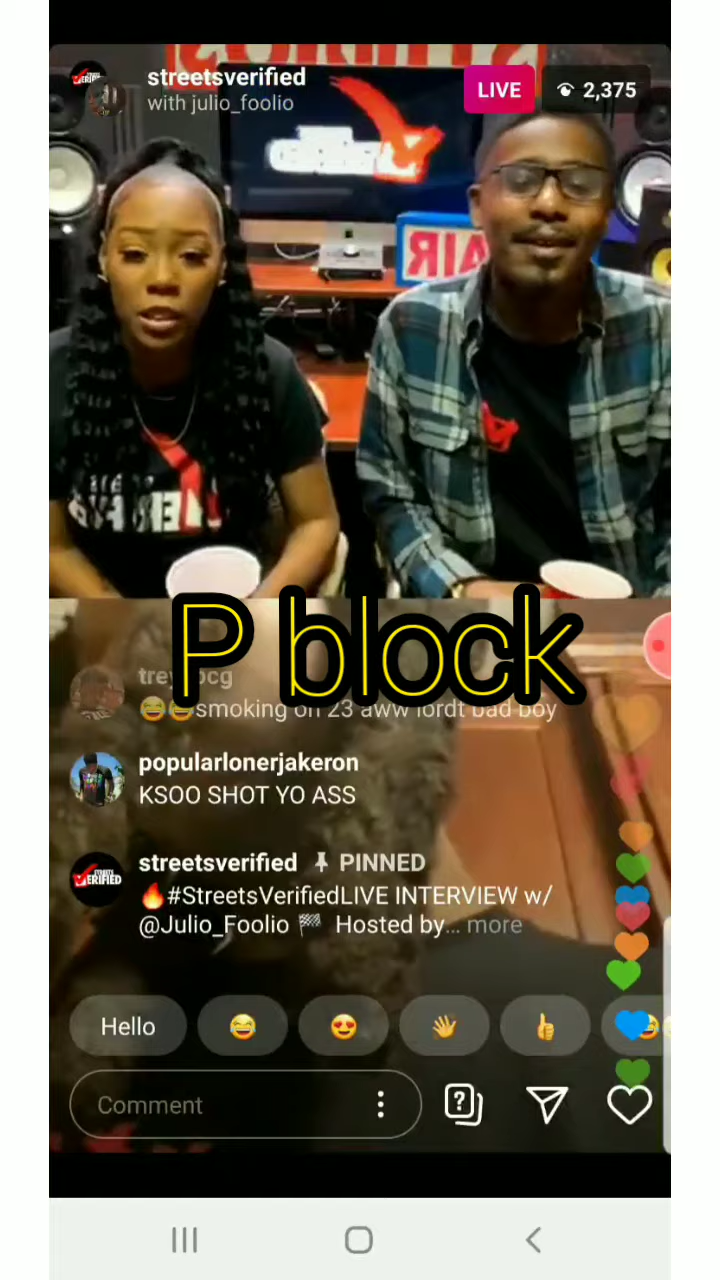 streetsverified
with julio_foolio
LIVE
2,375
VERIFIED
P block
😂😂smoking on 23 aww lordt bad boy
popularlonerjakeron
KSOO SHOT YO ASS
streetsverified PINNED
🔥#StreetsVerifiedLIVE INTERVIEW w/
@Julio_Foolio 🏁 Hosted by... more
Hello
Comment